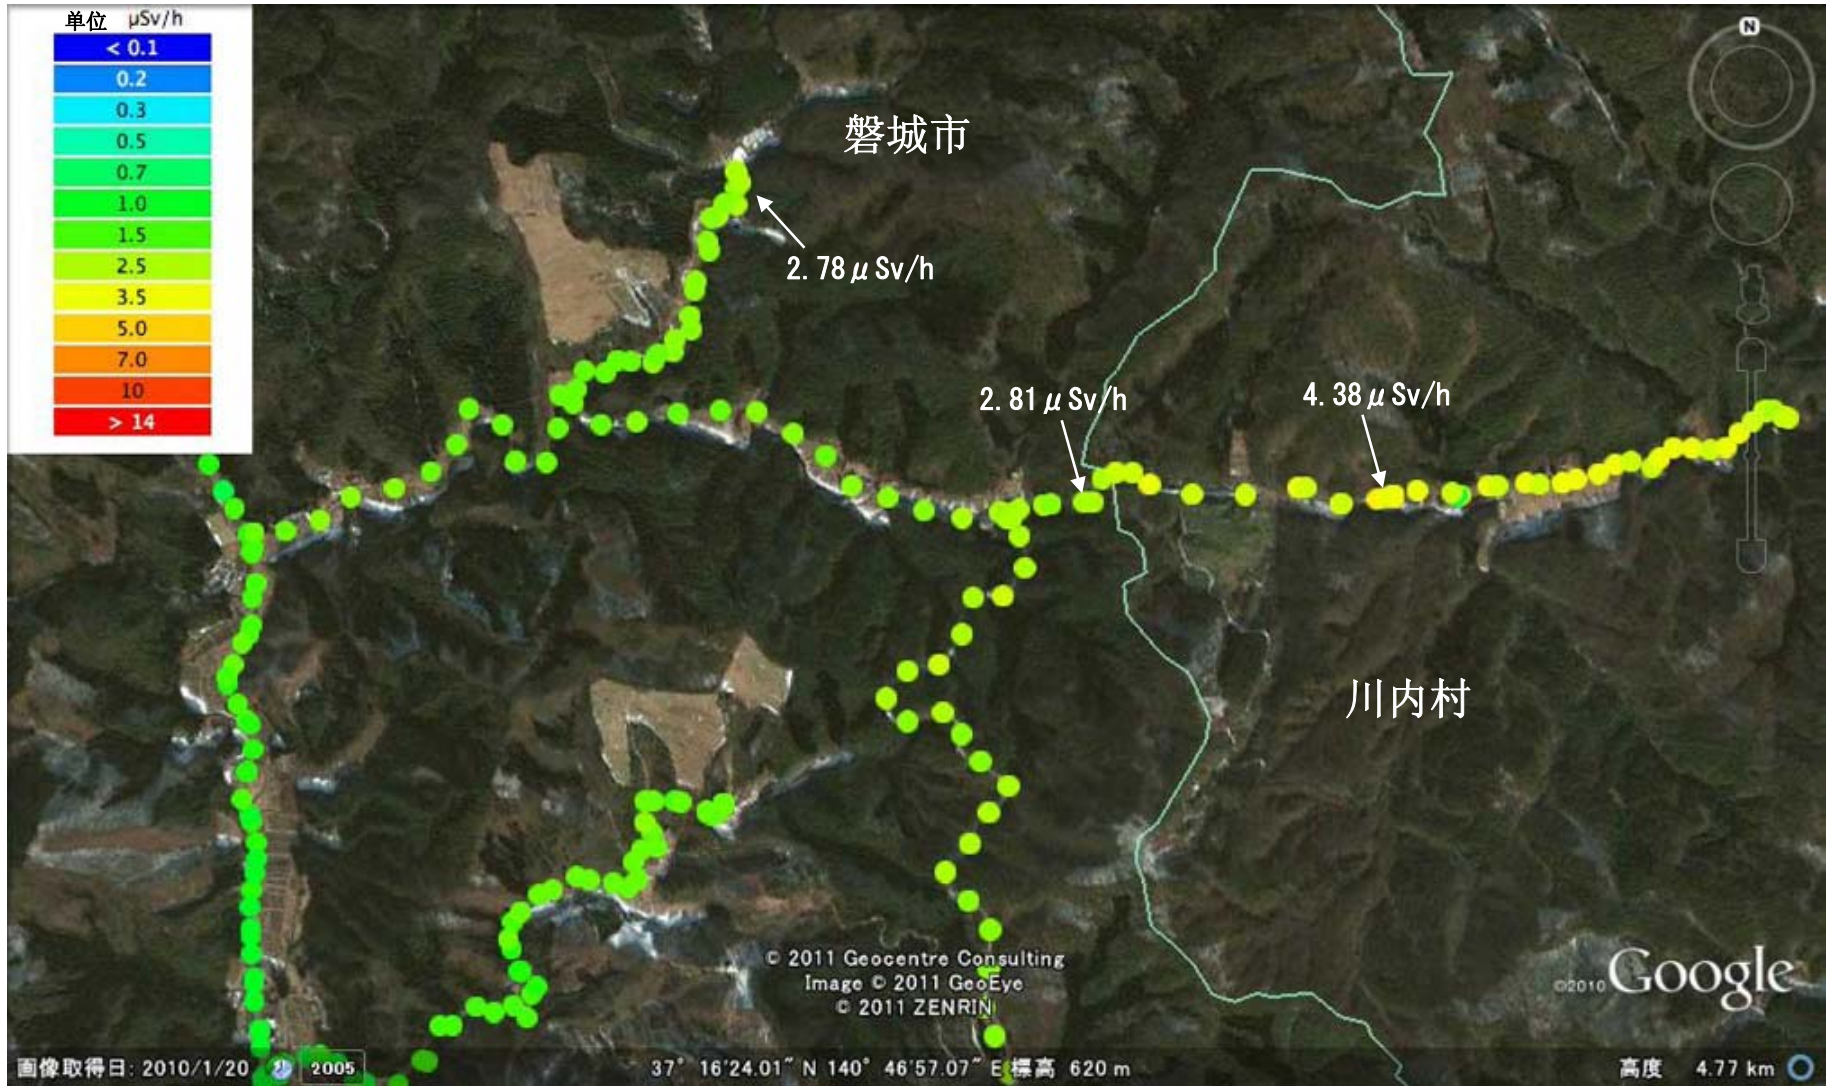 单位 μSv/h
< 0.1
0.2
0.3
0.5
0.7
1.0
1.5
2.5
3.5
5.0
7.0
10
> 14
N
磐城市
2.78μSv/h
2.81μSv/h
4.38μSv/h
川内村
© 2011 Geocentre Consulting
Image © 2011 GeoEye
© 2011 ZENRIN
©2010 Google
画像取得日: 2010/1/20
2005
37° 16'24.01" N 140° 46'57.07" E 標高 620 m
高度 4.77 km